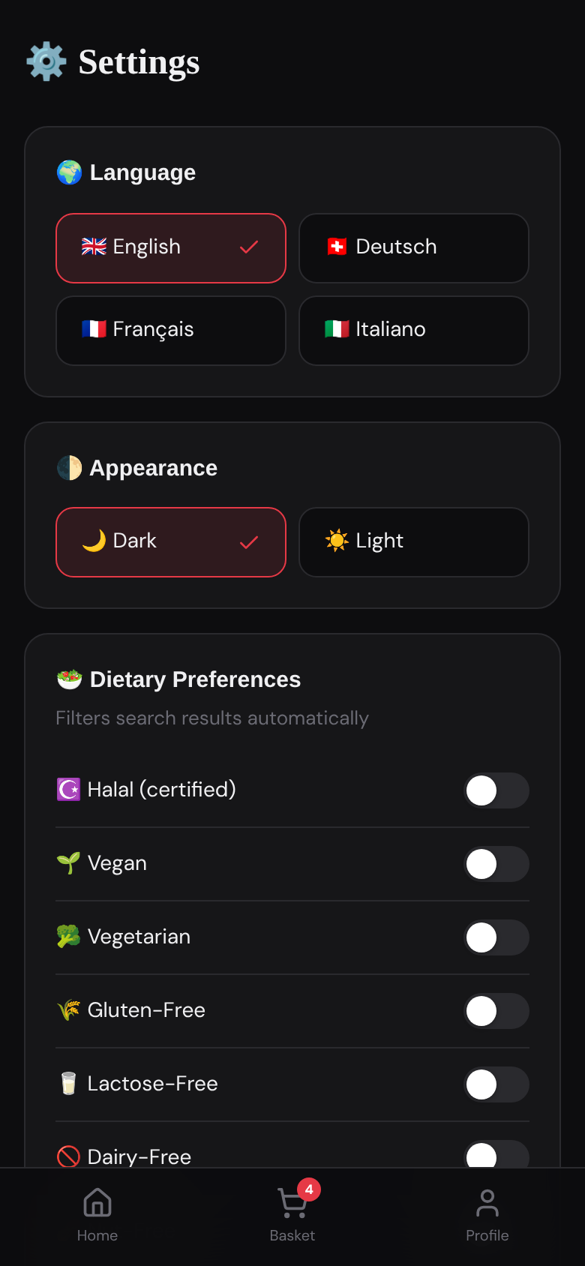 Settings
Language
English
Deutsch
Français
Italiano
Appearance
Dark
Light
Dietary Preferences
Filters search results automatically
Halal (certified)
Vegan
Vegetarian
Gluten-Free
Lactose-Free
Dairy-Free
4
Home
Basket
Profile